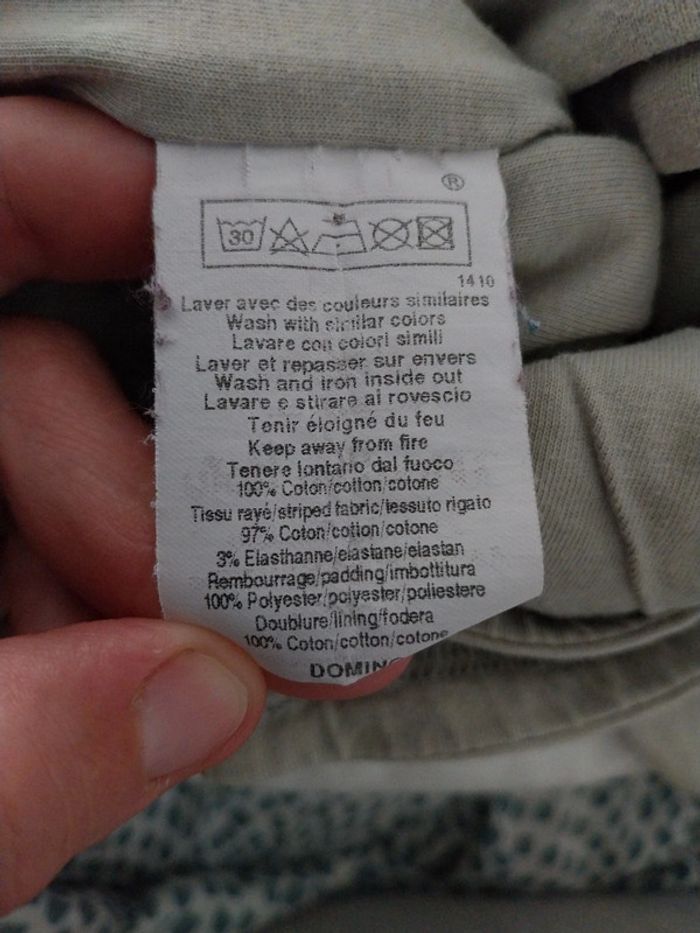 ®
30
1410
Laver avec des couleurs similaires
Wash with similar colors
Lavare con colori simili
Laver et repasser sur envers
Wash and iron inside out
Lavare e stirare al rovescio
Tenir éloigné du feu
Keep away from fire
Tenere lontano dal fuoco
100% Coton/cotton/cotone
Tissu rayé/striped fabric/tessuto rigato
97% Coton/cotton/cotone
3% Elasthanne/elastane/elastan
Rembourrage/padding/imbottitura
100% Polyester/polyester/poliestere
Doublure/lining/fodera
100% Coton/cotton/cotone